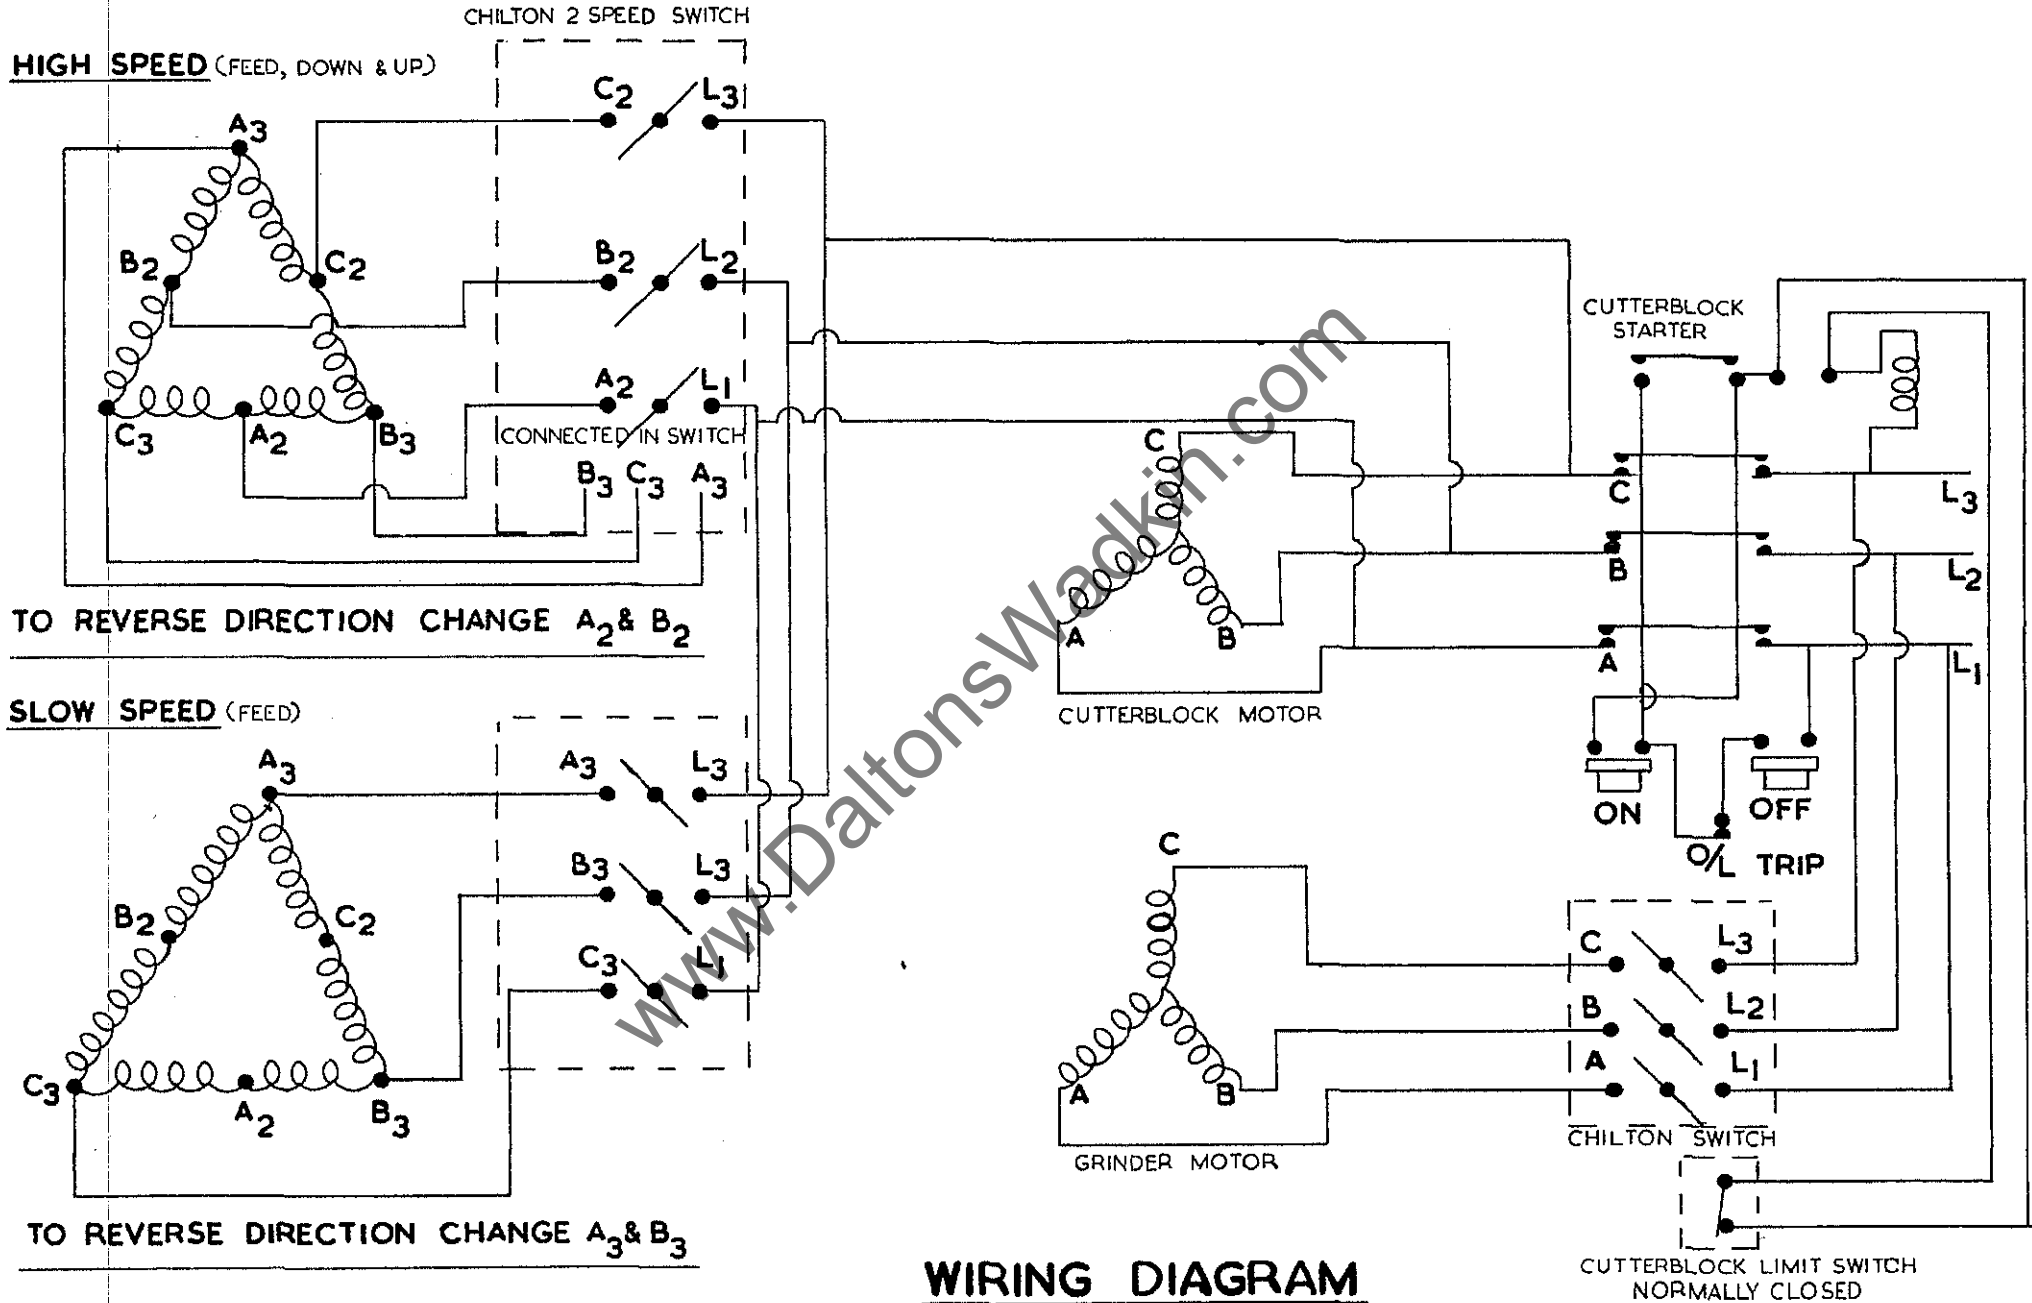 CHILTON 2 SPEED SWITCH
HIGH SPEED (FEED, DOWN & UP)
C2 L3
A3
B2 C2
B2 L2
A2 L1
C3 A2 B3
CONNECTED IN SWITCH
B3 C3 A3
TO REVERSE DIRECTION CHANGE A2 & B2
CUTTERBLOCK
STARTER
C
C
L3
B
L2
A
L1
A B
CUTTERBLOCK MOTOR
ON
OFF
O/L TRIP
SLOW SPEED (FEED)
A3
A3 L3
B3 L3
B2 C2
C3 L1
C3 A2 B3
TO REVERSE DIRECTION CHANGE A3 & B3
C
C L3
B L2
A L1
A B
GRINDER MOTOR
CHILTON SWITCH
CUTTERBLOCK LIMIT SWITCH
NORMALLY CLOSED
WIRING DIAGRAM
www.DaltonsWadkin.com